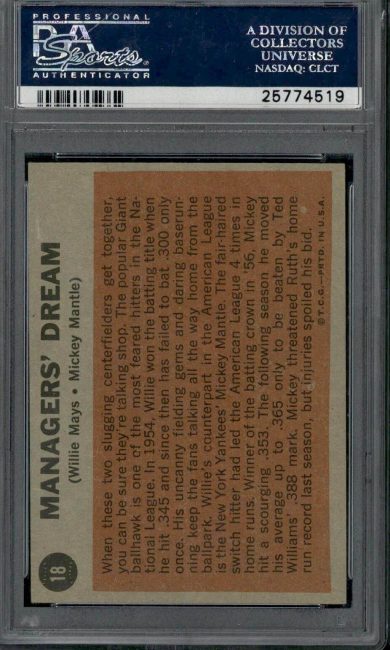 PROFESSIONAL
PSA
Sports
AUTHENTICATOR
A DIVISION OF
COLLECTORS
UNIVERSE
NASDAQ: CLCT
25774519
18
MANAGERS' DREAM
(Willie Mays • Mickey Mantle)
When these two slugging centerfielders get together,
you can be sure they're talking shop. The popular Giant
ballhawk is one of the most feared hitters in the Na-
tional League. In 1954, Willie won the batting title when
he hit .345 and since then has failed to bat .300 only
once. His uncanny fielding gems and daring baserun-
ning keep the fans talking all the way home from the
ballpark. Willie's counterpart in the American League
is the New York Yankees' Mickey Mantle. The fair-haired
switch hitter had led the American League 4 times in
home runs. Winner of the batting crown in '56, Mickey
hit a scourging .353. The following season he moved
his average up to .365 only to be beaten by Ted
Williams' .388 mark. Mickey threatened Ruth's home
run record last season, but injuries spoiled his bid.
©T.C.G.-PRTD. IN U.S.A.